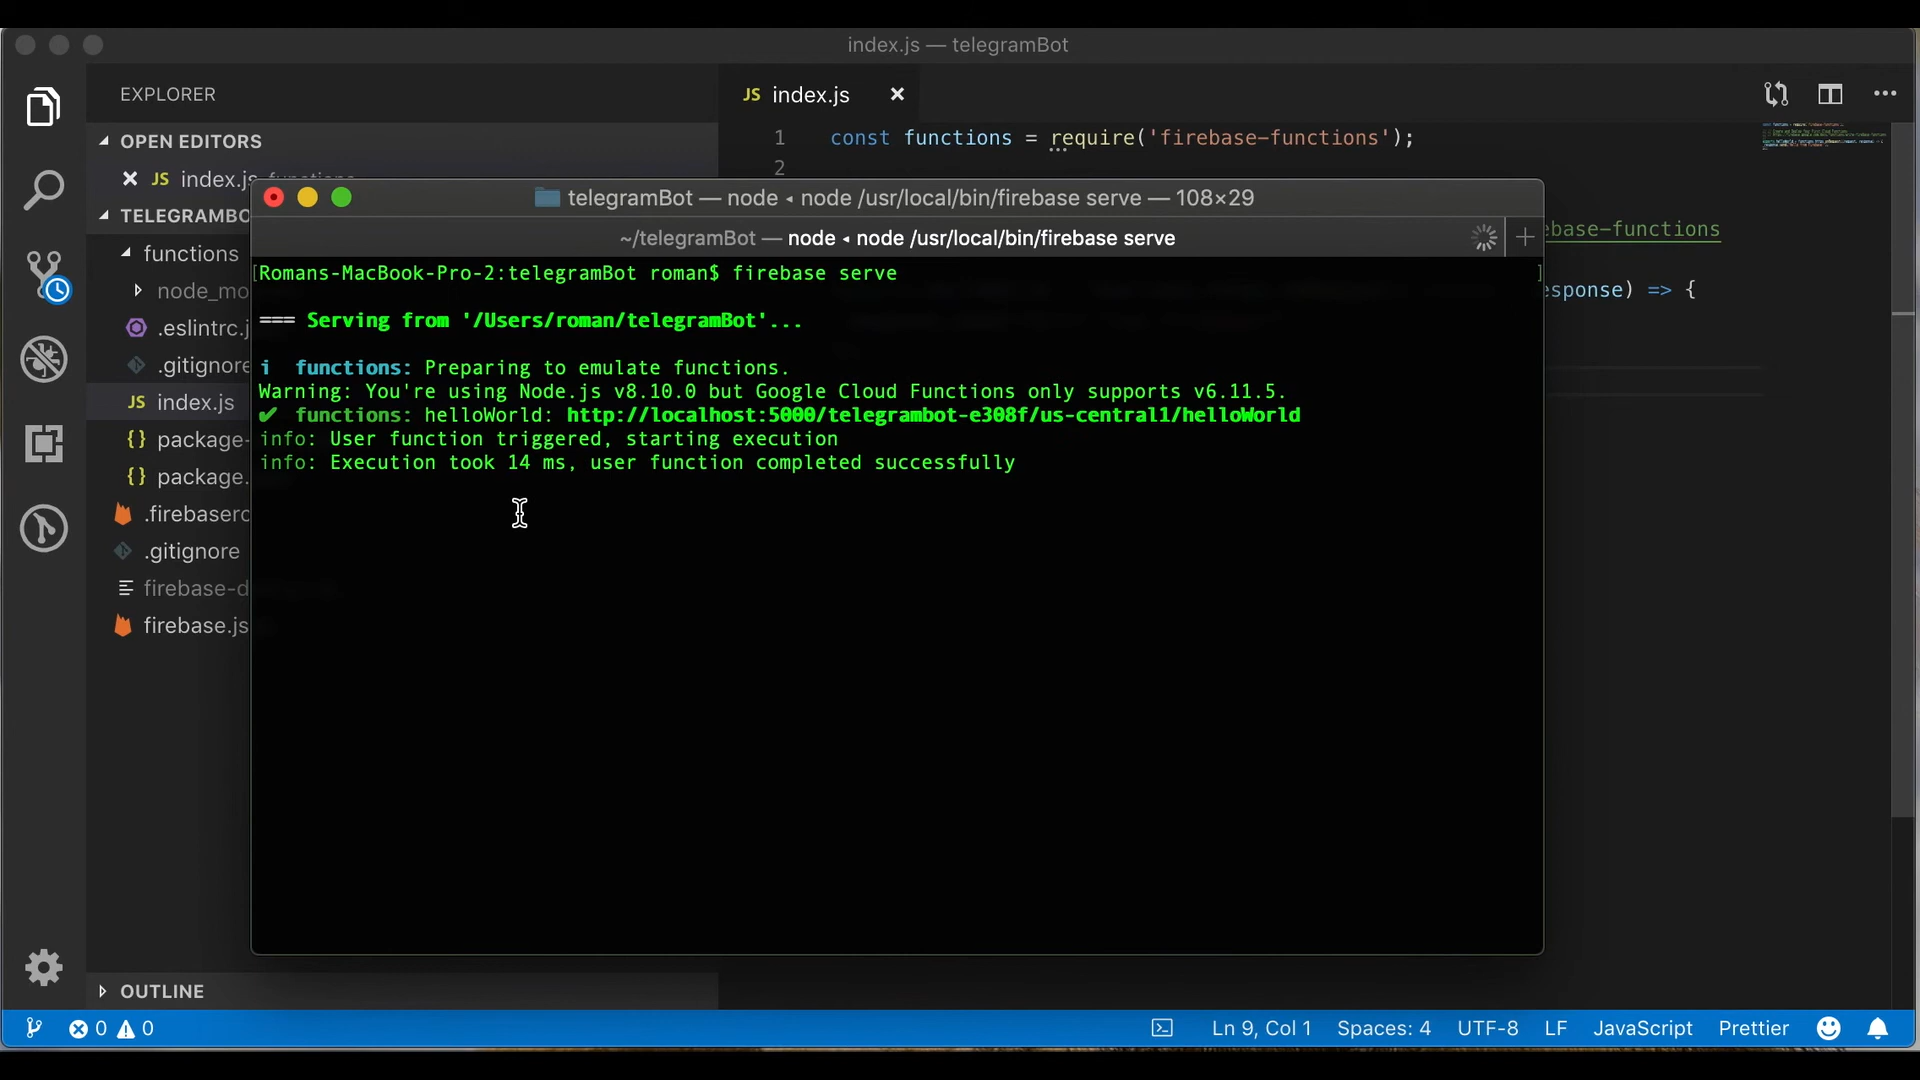 index.js — telegramBot
EXPLORER
JS index.js
OPEN EDITORS
1 const functions = require('firebase-functions');
JS index.js
2
telegramBot — node ◂ node /usr/local/bin/firebase serve — 108×29
TELEGRAMBO
~/telegramBot — node ◂ node /usr/local/bin/firebase serve
base-functions
functions
[Romans-MacBook-Pro-2:telegramBot roman$ firebase serve ]
esponse) => {
node_mo
=== Serving from '/Users/roman/telegramBot'...
.eslintrc.j
.gitignore
i functions: Preparing to emulate functions.
Warning: You're using Node.js v8.10.0 but Google Cloud Functions only supports v6.11.5.
JS index.js
✔ functions: helloWorld: http://localhost:5000/telegrambot-e308f/us-central1/helloWorld
info: User function triggered, starting execution
{} package-
info: Execution took 14 ms, user function completed successfully
{} package.
.firebaserc
.gitignore
firebase-d
firebase.js
OUTLINE
0 0
Ln 9, Col 1 Spaces: 4 UTF-8 LF JavaScript Prettier